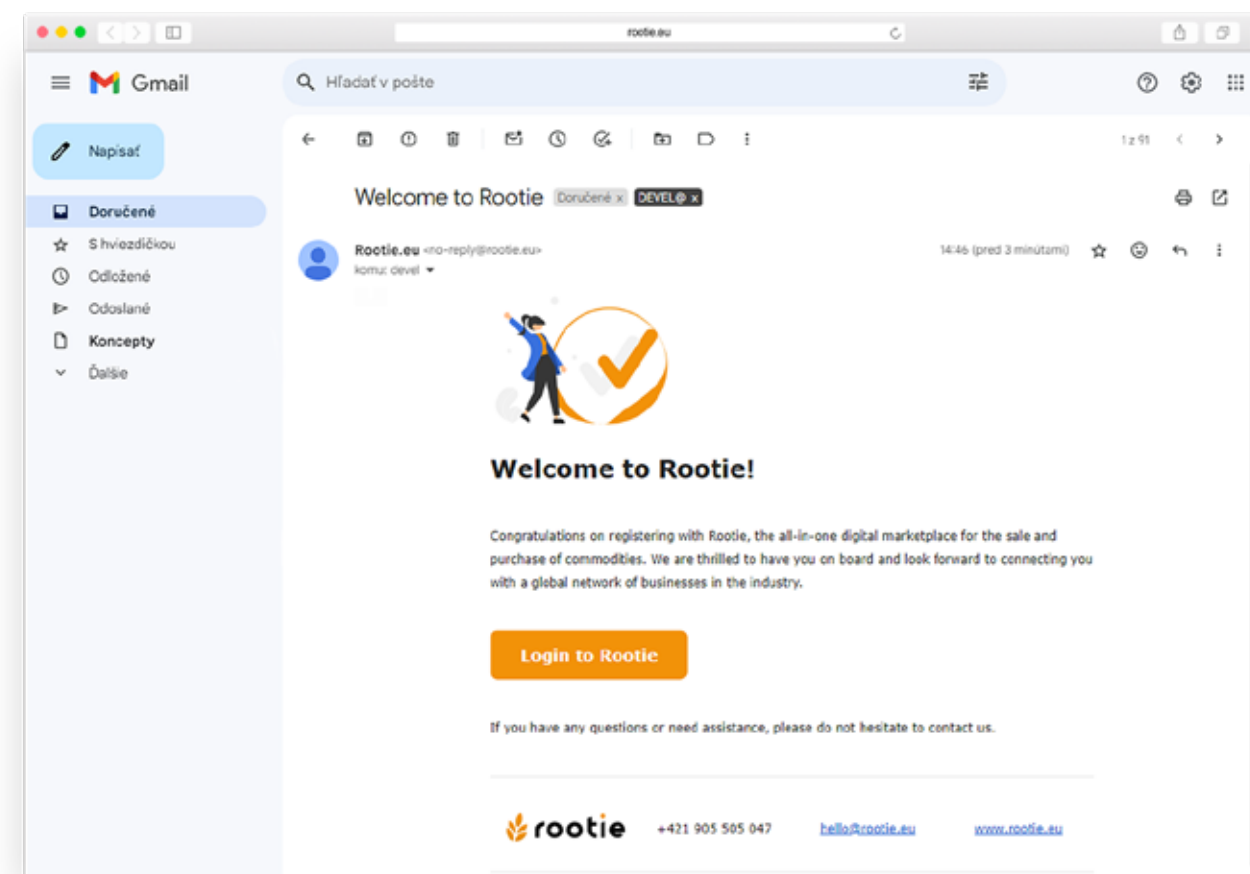 rootie.eu
Gmail
Hľadať v pošte
Napísať
1 z 91
Doručené
S hviezdičkou
Odložené
Odoslané
Koncepty
Ďalšie
Welcome to Rootie Doručené x DEVEL@ x
Rootie.eu <no-reply@rootie.eu>
14:46 (pred 3 minútami)
komu: devel
Welcome to Rootie!
Congratulations on registering with Rootie, the all-in-one digital marketplace for the sale and
purchase of commodities. We are thrilled to have you on board and look forward to connecting you
with a global network of businesses in the industry.
Login to Rootie
If you have any questions or need assistance, please do not hesitate to contact us.
rootie +421 905 505 047 hello@rootie.eu www.rootie.eu